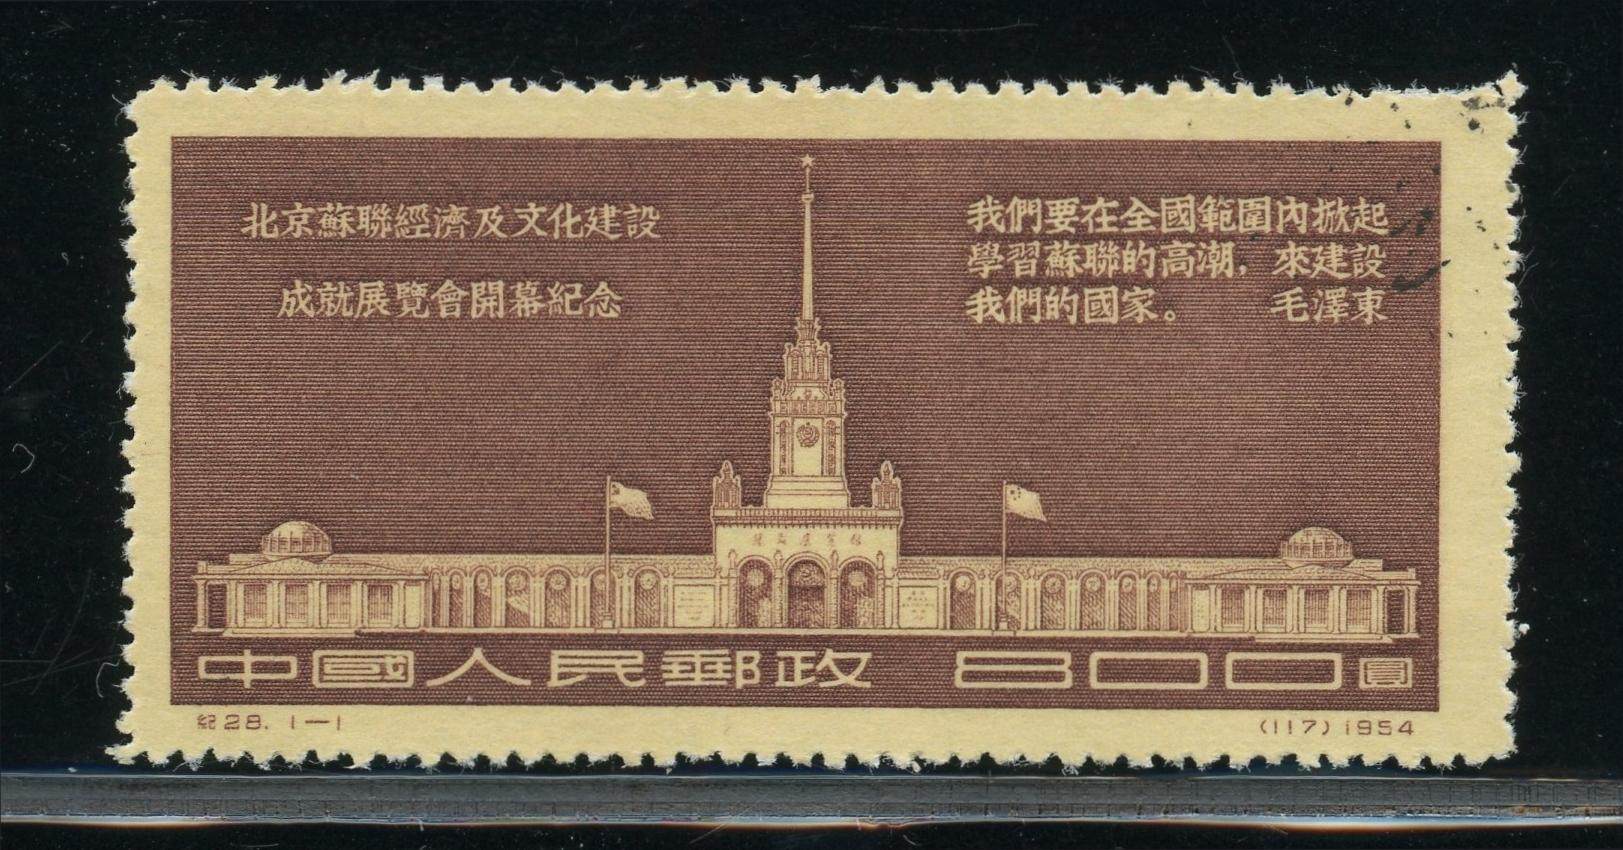 北京蘇聯經濟及文化建設
成就展覽會開幕紀念
我們要在全國範圍內掀起
學習蘇聯的高潮，來建設
我們的國家。 毛澤東
中國人民郵政 800圓
紀28. 1—1
(117) 1954